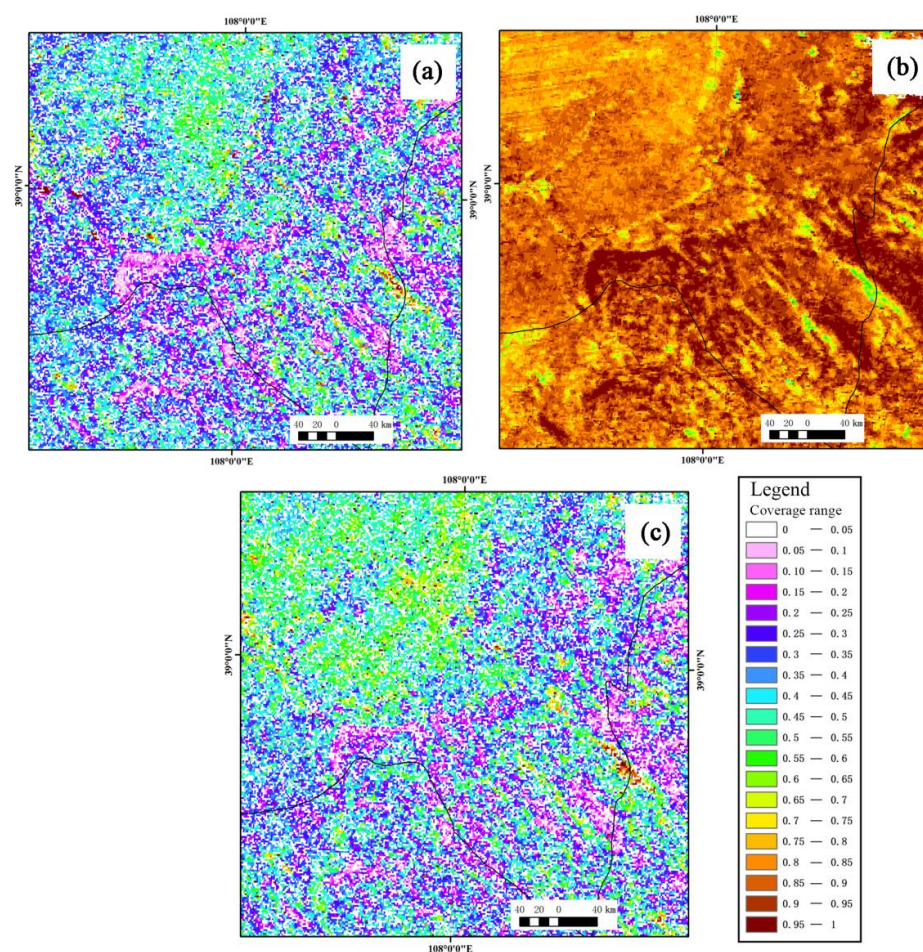 108°0'0"E
108°0'0"E
(a)
(b)
39°0'0"N
39°0'0"N
39°0'0"N
39°0'0"N
40 20 0 40 km
40 20 0 40 km
108°0'0"E
108°0'0"E
108°0'0"E
(c)
39°0'0"N
39°0'0"N
40 20 0 40 km
108°0'0"E
Legend
Coverage range
0 — 0.05
0.05 — 0.1
0.10 — 0.15
0.15 — 0.2
0.2 — 0.25
0.25 — 0.3
0.3 — 0.35
0.35 — 0.4
0.4 — 0.45
0.45 — 0.5
0.5 — 0.55
0.55 — 0.6
0.6 — 0.65
0.65 — 0.7
0.7 — 0.75
0.75 — 0.8
0.8 — 0.85
0.85 — 0.9
0.9 — 0.95
0.95 — 1